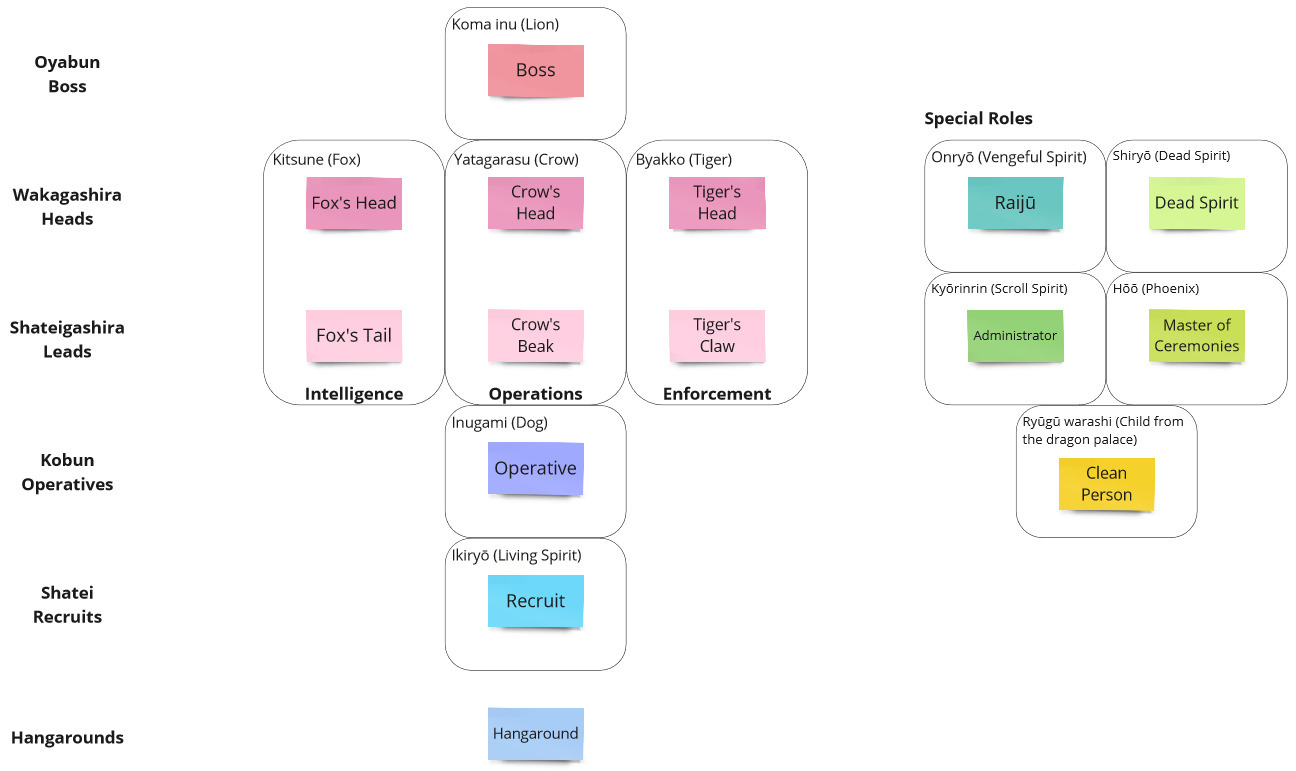 Oyabun
Boss
Koma inu (Lion)
Boss
Special Roles
Wakagashira
Heads
Kitsune (Fox)
Fox's Head
Yatagarasu (Crow)
Crow's
Head
Byakko (Tiger)
Tiger's
Head
Onryō (Vengeful Spirit)
Raijū
Shiryō (Dead Spirit)
Dead Spirit
Shateigashira
Leads
Fox's Tail
Intelligence
Crow's
Beak
Operations
Tiger's
Claw
Enforcement
Kyōrinrin (Scroll Spirit)
Administrator
Hōō (Phoenix)
Master of
Ceremonies
Kobun
Operatives
Inugami (Dog)
Operative
Ryūgū warashi (Child from
the dragon palace)
Clean
Person
Shatei
Recruits
Ikiryō (Living Spirit)
Recruit
Hangarounds
Hangaround